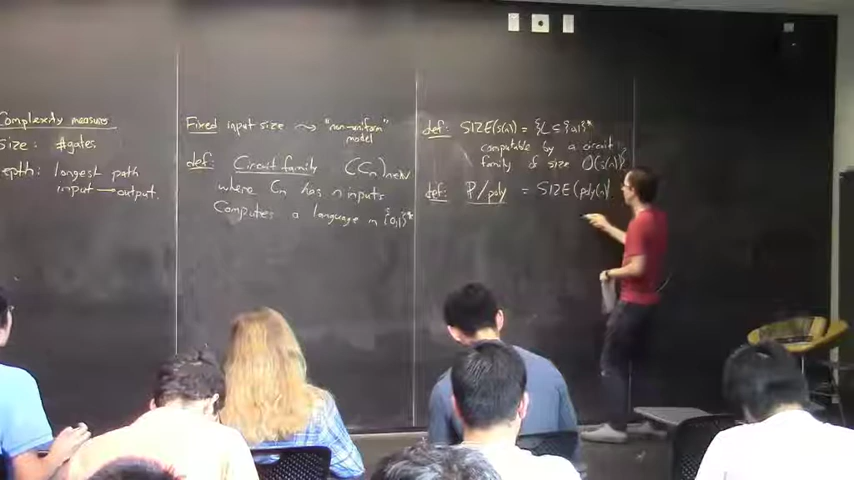 Complexity measures
size: #gates
epth: longest path
input → output.
Fixed input size ⇝ "non-uniform"
model
def: Circuit family (Cn)n∈ℕ
where Cn has n inputs
Computes a language in {0,1}*
def: SIZE(s(n)) = {L ⊆ {0,1}*
computable by a circuit
family of size O(s(n))}
def: P/poly = SIZE(poly(n)